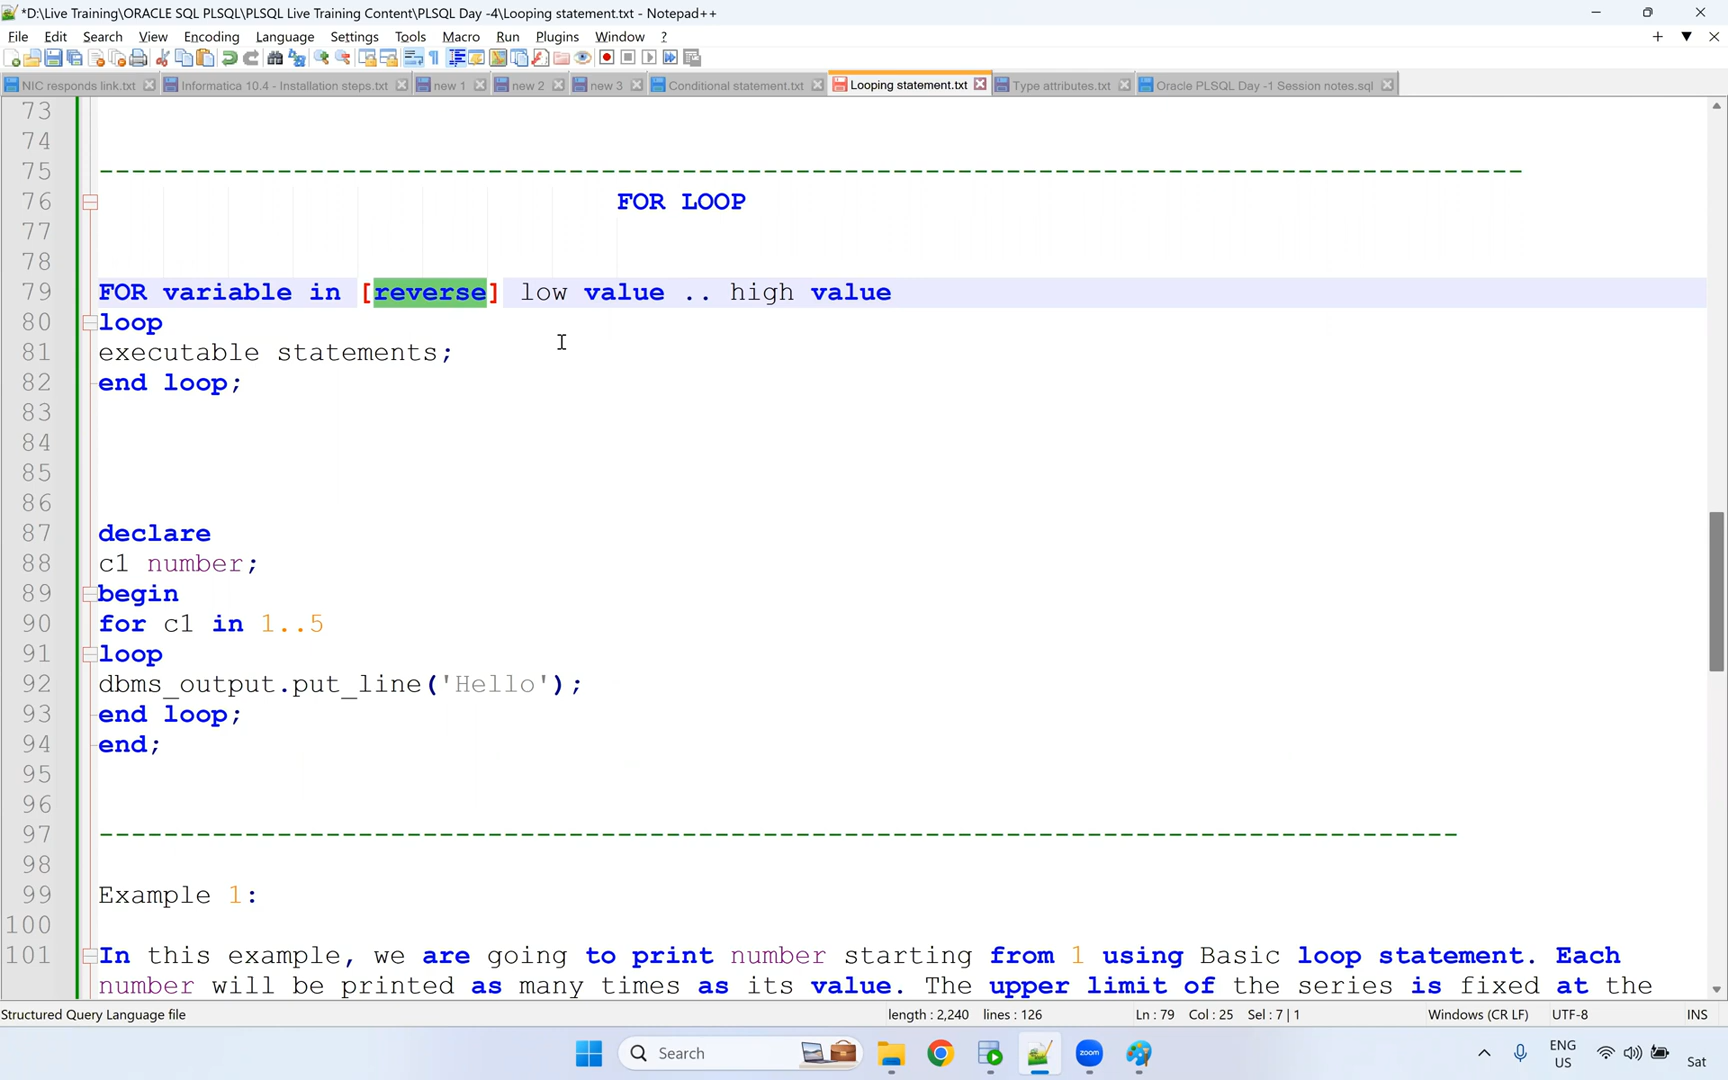 *D:\Live Training\ORACLE SQL PLSQL\PLSQL Live Training Content\PLSQL Day -4\Looping statement.txt - Notepad++
File Edit Search View Encoding Language Settings Tools Macro Run Plugins Window ?
NIC responds link.txt Informatica 10.4 - Installation steps.txt new 1 new 2 new 3 Conditional statement.txt Looping statement.txt Type attributes.txt Oracle PLSQL Day -1 Session notes.sql
73
74
75 ----------------------------------------------------------------------------------------
76 FOR LOOP
77
78
79 FOR variable in [reverse] low value .. high value
80 loop
81 executable statements;
82 end loop;
83
84
85
86
87 declare
88 c1 number;
89 begin
90 for c1 in 1..5
91 loop
92 dbms_output.put_line('Hello');
93 end loop;
94 end;
95
96
97 ------------------------------------------------------------------------------------
98
99 Example 1:
100
101 In this example, we are going to print number starting from 1 using Basic loop statement. Each
number will be printed as many times as its value. The upper limit of the series is fixed at the
Structured Query Language file length : 2,240 lines : 126 Ln : 79 Col : 25 Sel : 7 | 1 Windows (CR LF) UTF-8 INS
Search zoom ENG
US Sat